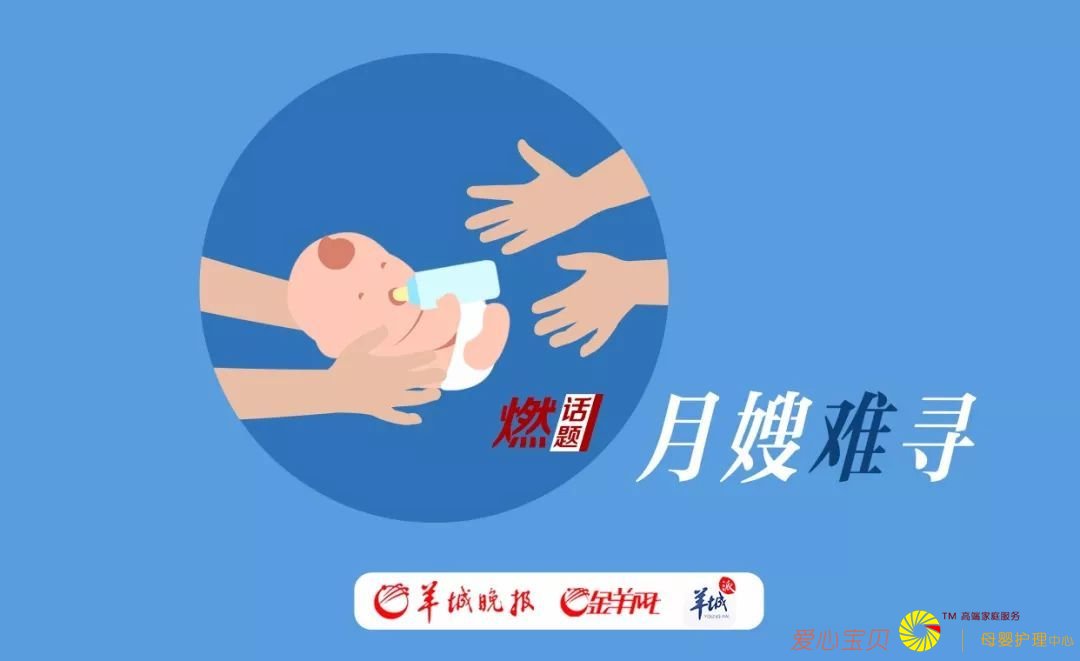 燃话题
月嫂难寻
羊城晚报 金羊网 羊城派
YOUNG PAI
爱心宝贝 TM 高端家庭服务
母婴护理中心